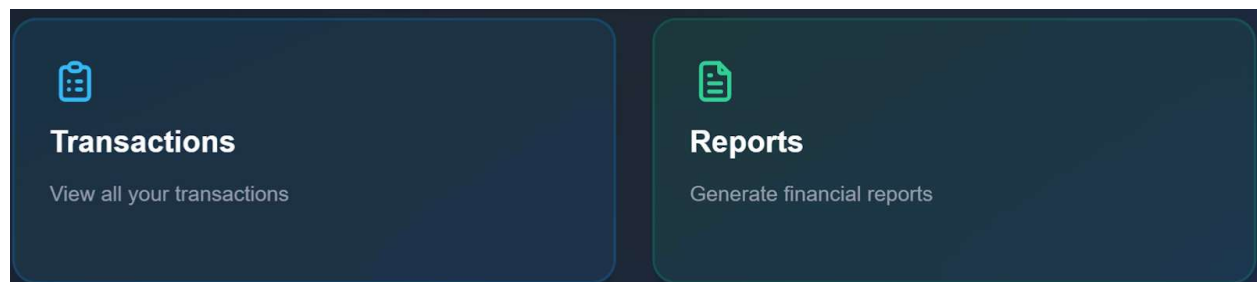 Transactions
View all your transactions
Reports
Generate financial reports